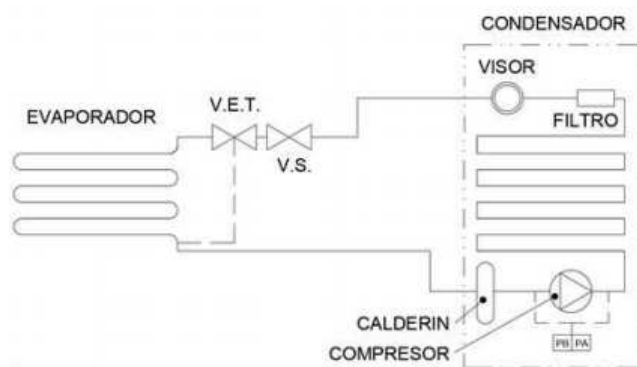 CONDENSADOR
VISOR
V.E.T.
EVAPORADOR
FILTRO
V.S.
CALDERIN
COMPRESOR
PB PA